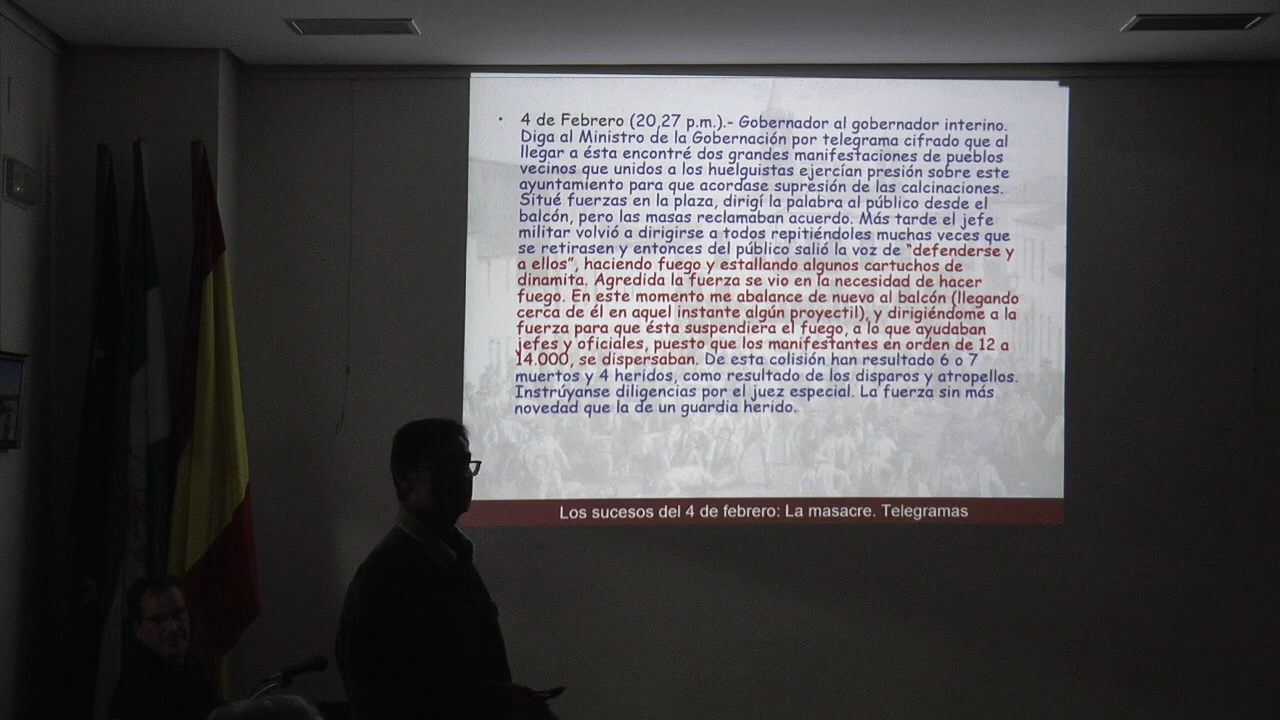 • 4 de Febrero (20,27 p.m.).- Gobernador al gobernador interino.
Diga al Ministro de la Gobernación por telegrama cifrado que al
llegar a ésta encontré dos grandes manifestaciones de pueblos
vecinos que unidos a los huelguistas ejercían presión sobre este
ayuntamiento para que acordase supresión de las calcinaciones.
Situé fuerzas en la plaza, dirigí la palabra al público desde el
balcón, pero las masas reclamaban acuerdo. Más tarde el jefe
militar volvió a dirigirse a todos repitiéndoles muchas veces que
se retirasen y entonces del público salió la voz de "defenderse y
a ellos", haciendo fuego y estallando algunos cartuchos de
dinamita. Agredida la fuerza se vio en la necesidad de hacer
fuego. En este momento me abalance de nuevo al balcón (llegando
cerca de él en aquel instante algún proyectil), y dirigiéndome a la
fuerza para que ésta suspendiera el fuego, a lo que ayudaban
jefes y oficiales, puesto que los manifestantes en orden de 12 a
14.000, se dispersaban. De esta colisión han resultado 6 o 7
muertos y 4 heridos, como resultado de los disparos y atropellos.
Instrúyanse diligencias por el juez especial. La fuerza sin más
novedad que la de un guardia herido.
Los sucesos del 4 de febrero: La masacre. Telegramas